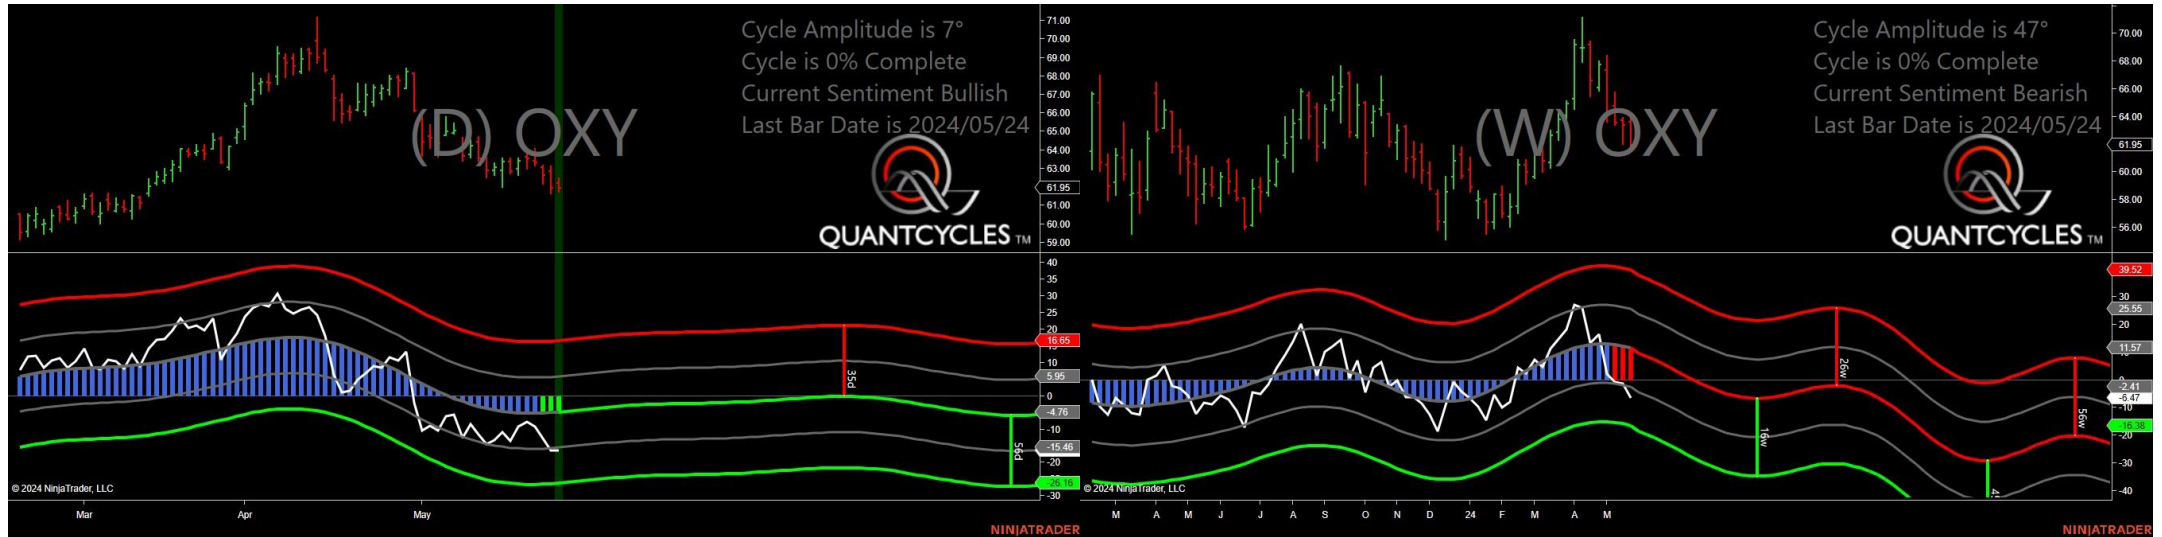 Cycle Amplitude is 7°
Cycle is 0% Complete
Current Sentiment Bullish
Last Bar Date is 2024/05/24
(D) OXY
QUANTCYCLES TM
71.00
70.00
69.00
68.00
67.00
66.00
65.00
64.00
63.00
61.95
61.00
60.00
59.00
40
35
30
25
20
16.65
10
5.95
0
-4.76
-10
-15.46
-20
-26.16
-30
35d
56d
© 2024 NinjaTrader, LLC
Mar
Apr
May
NINJATRADER
Cycle Amplitude is 47°
Cycle is 0% Complete
Current Sentiment Bearish
Last Bar Date is 2024/05/24
(W) OXY
QUANTCYCLES TM
70.00
68.00
66.00
64.00
61.95
60.00
58.00
56.00
39.52
30
25.55
20
11.57
-2.41
-6.47
-10
-16.38
-20
-30
-40
16w
26w
56w
© 2024 NinjaTrader, LLC
M A M J J A S O N D 24 F M A M
NINJATRADER